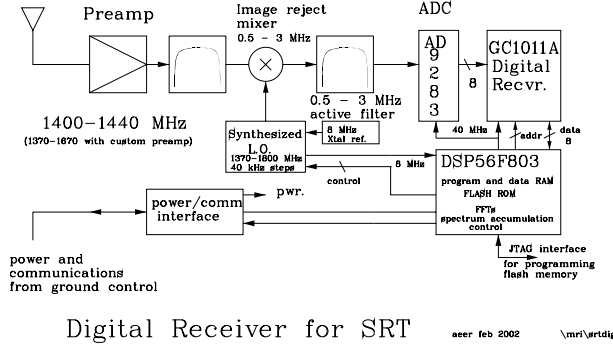 Preamp
Image reject
mixer
0.5 - 3 MHz
ADC
AD
9
2
8
3
GC1011A
Digital
Recvr.
8
1400-1440 MHz
(1370-1670 with custom preamp)
0.5 - 3 MHz
active filter
Synthesized
L.O.
1370-1800 MHz
40 kHz steps
8 MHz
Xtal ref.
40 MHz
addr
data
8
8 MHz
control
DSP56F803
program and data RAM
FLASH ROM
FFTs
spectrum accumulation
control
power/comm
interface
pwr.
JTAG interface
for programming
flash memory
power and
communications
from ground control
Digital Receiver for SRT
aeer feb 2002
\mri\srtdig